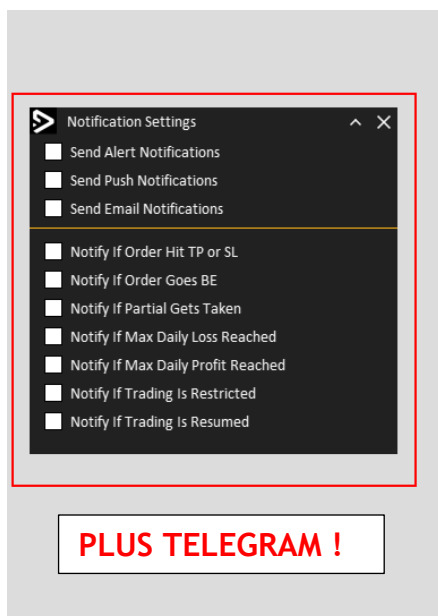 Notification Settings
Send Alert Notifications
Send Push Notifications
Send Email Notifications
Notify If Order Hit TP or SL
Notify If Order Goes BE
Notify If Partial Gets Taken
Notify If Max Daily Loss Reached
Notify If Max Daily Profit Reached
Notify If Trading Is Restricted
Notify If Trading Is Resumed
PLUS TELEGRAM !